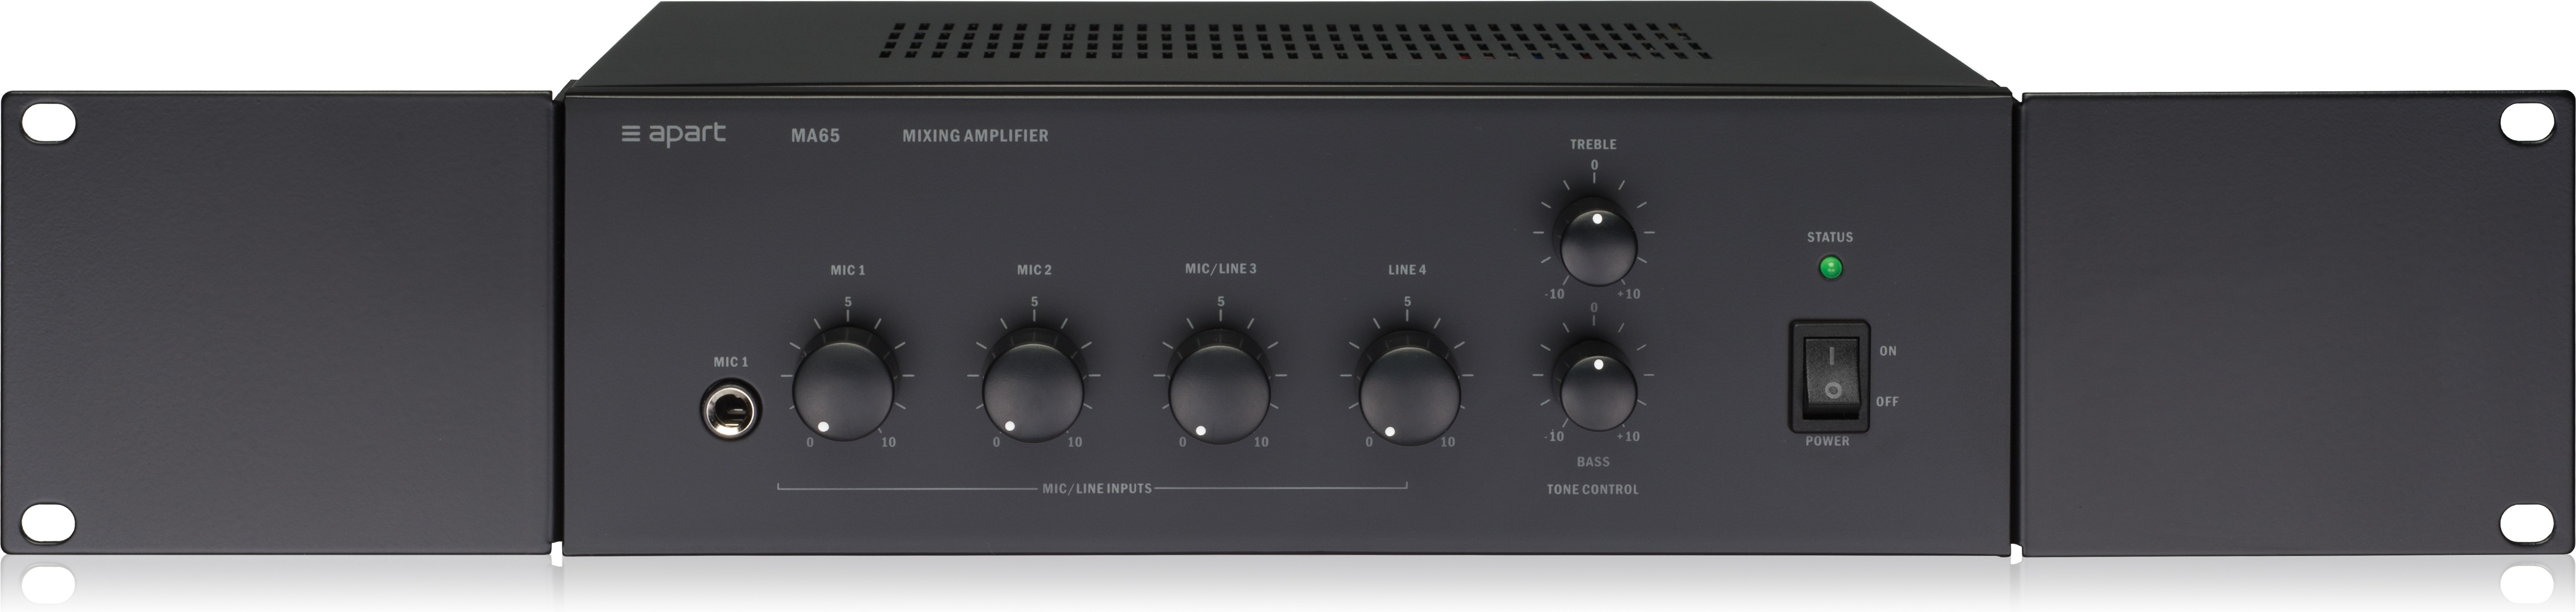 apart MA65 MIXING AMPLIFIER
TREBLE
0
-10 +10
STATUS
MIC 1
5
0 10
MIC 2
5
0 10
MIC/LINE 3
5
0 10
LINE 4
5
0 10
MIC 1
MIC/LINE INPUTS
0
-10 +10
BASS
TONE CONTROL
I
O
ON
OFF
POWER